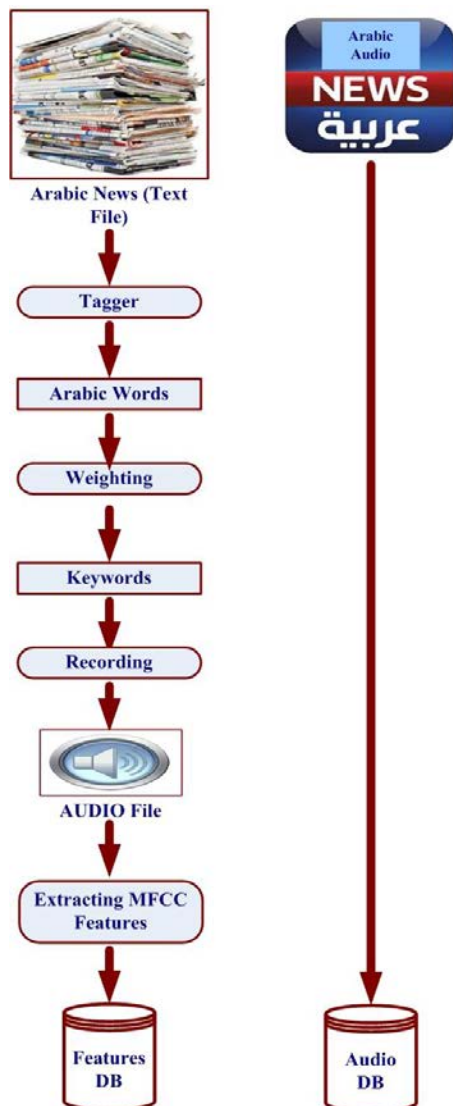 Arabic News (Text
File)
Tagger
Arabic Words
Weighting
Keywords
Recording
AUDIO File
Extracting MFCC
Features
Features
DB
Arabic
Audio
NEWS
عربية
Audio
DB